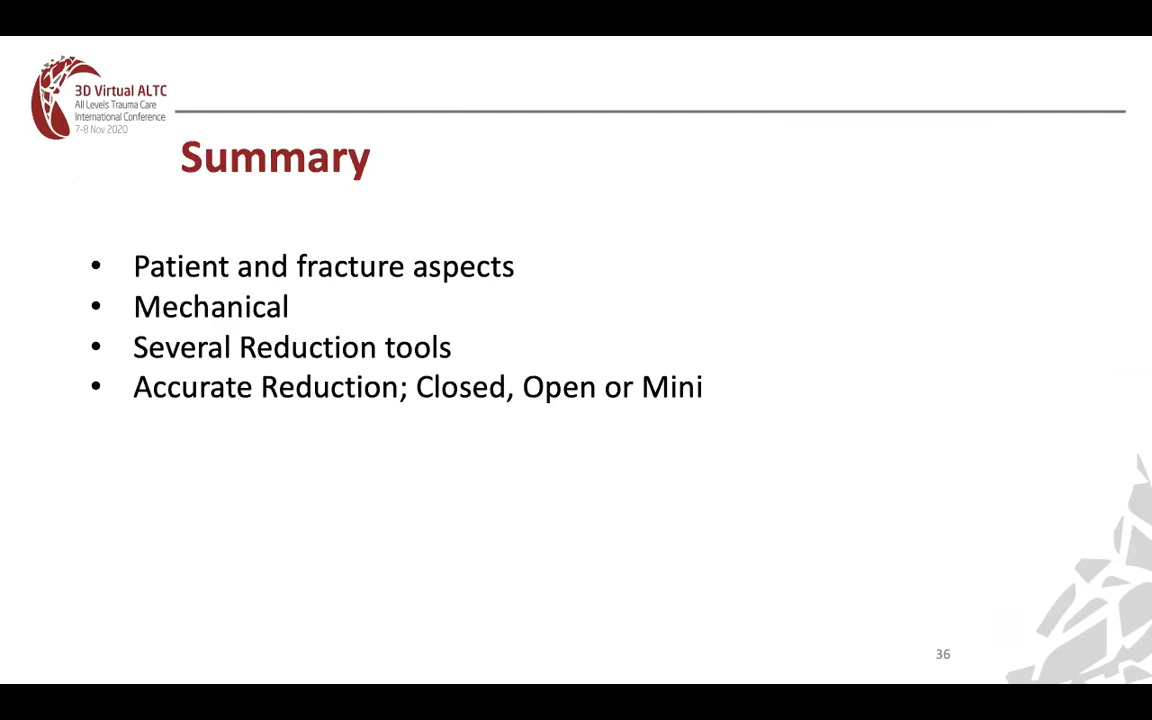 3D Virtual ALTC
All Levels Trauma Care
International Conference
7-8 Nov 2020
Summary
• Patient and fracture aspects
• Mechanical
• Several Reduction tools
• Accurate Reduction; Closed, Open or Mini
36